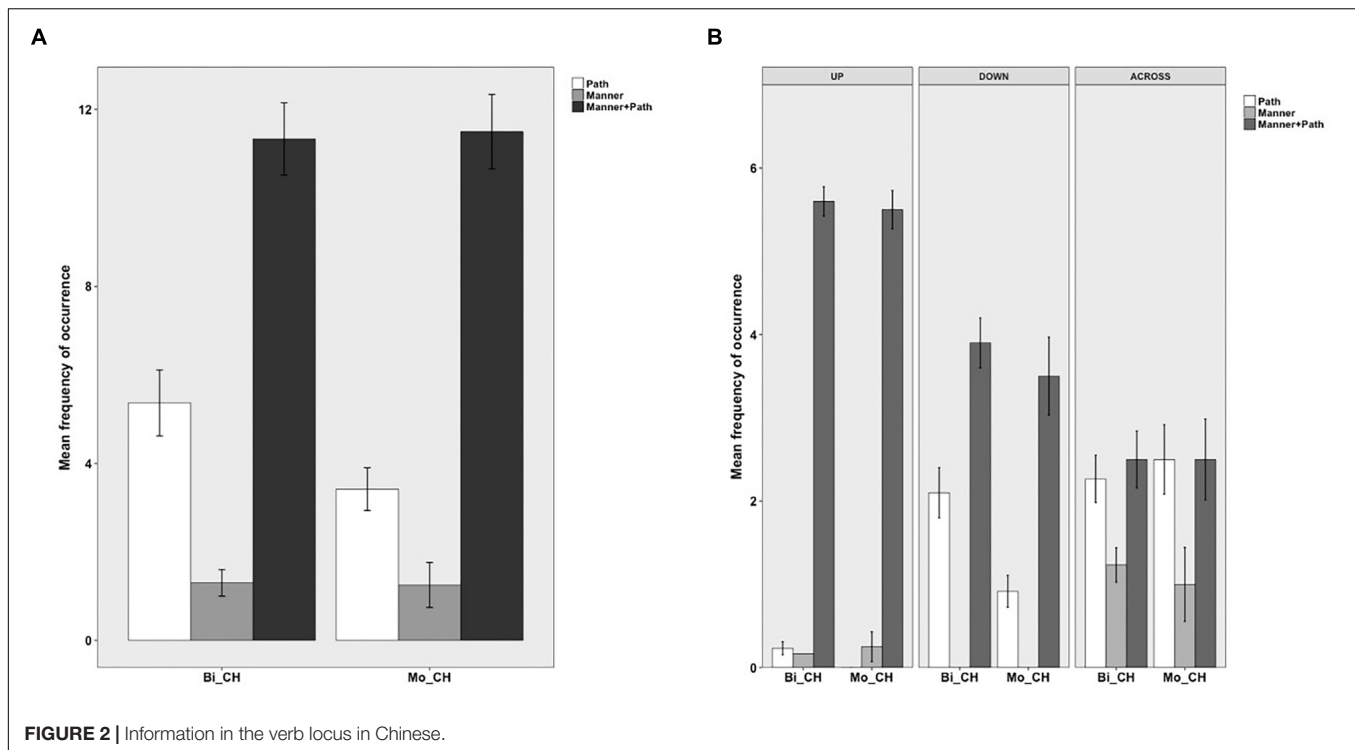 A
Mean frequency of occurrence
12
8
4
0
Bi_CH
Mo_CH
Path
Manner
Manner+Path
B
Mean frequency of occurrence
6
4
2
0
UP
DOWN
ACROSS
Bi_CH
Mo_CH
Bi_CH
Mo_CH
Bi_CH
Mo_CH
Path
Manner
Manner+Path
FIGURE 2 | Information in the verb locus in Chinese.